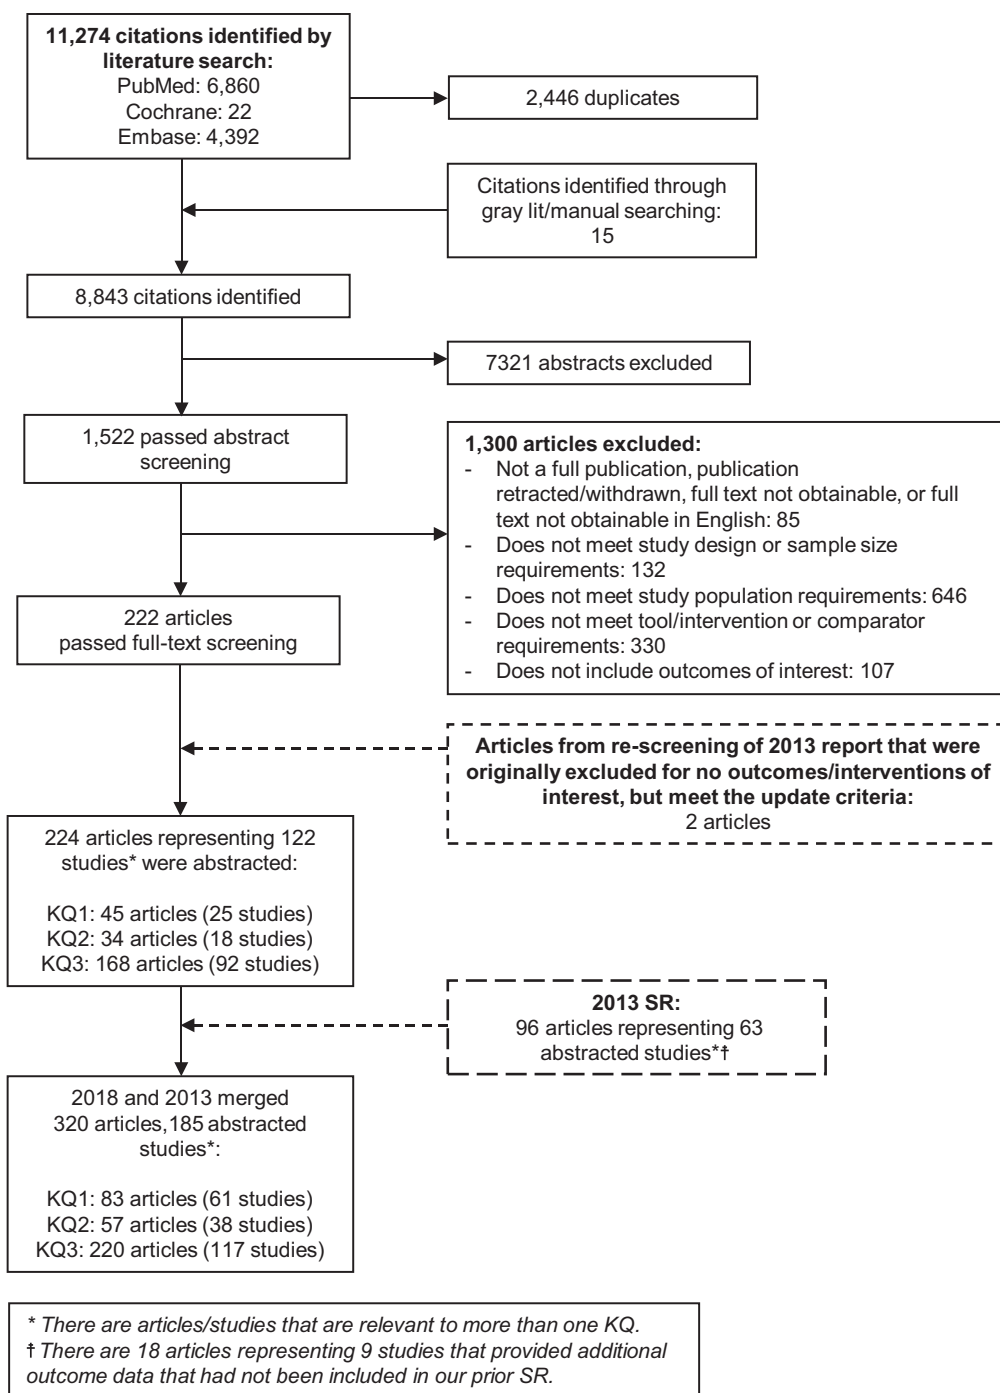 11,274 citations identified by
literature search:
PubMed: 6,860
Cochrane: 22
Embase: 4,392
2,446 duplicates
Citations identified through
gray lit/manual searching:
15
8,843 citations identified
7321 abstracts excluded
1,522 passed abstract
screening
1,300 articles excluded:
- Not a full publication, publication
retracted/withdrawn, full text not obtainable, or full
text not obtainable in English: 85
- Does not meet study design or sample size
requirements: 132
- Does not meet study population requirements: 646
- Does not meet tool/intervention or comparator
requirements: 330
- Does not include outcomes of interest: 107
222 articles
passed full-text screening
Articles from re-screening of 2013 report that were
originally excluded for no outcomes/interventions of
interest, but meet the update criteria:
2 articles
224 articles representing 122
studies* were abstracted:
KQ1: 45 articles (25 studies)
KQ2: 34 articles (18 studies)
KQ3: 168 articles (92 studies)
2013 SR:
96 articles representing 63
abstracted studies*†
2018 and 2013 merged
320 articles,185 abstracted
studies*:
KQ1: 83 articles (61 studies)
KQ2: 57 articles (38 studies)
KQ3: 220 articles (117 studies)
* There are articles/studies that are relevant to more than one KQ.
† There are 18 articles representing 9 studies that provided additional
outcome data that had not been included in our prior SR.